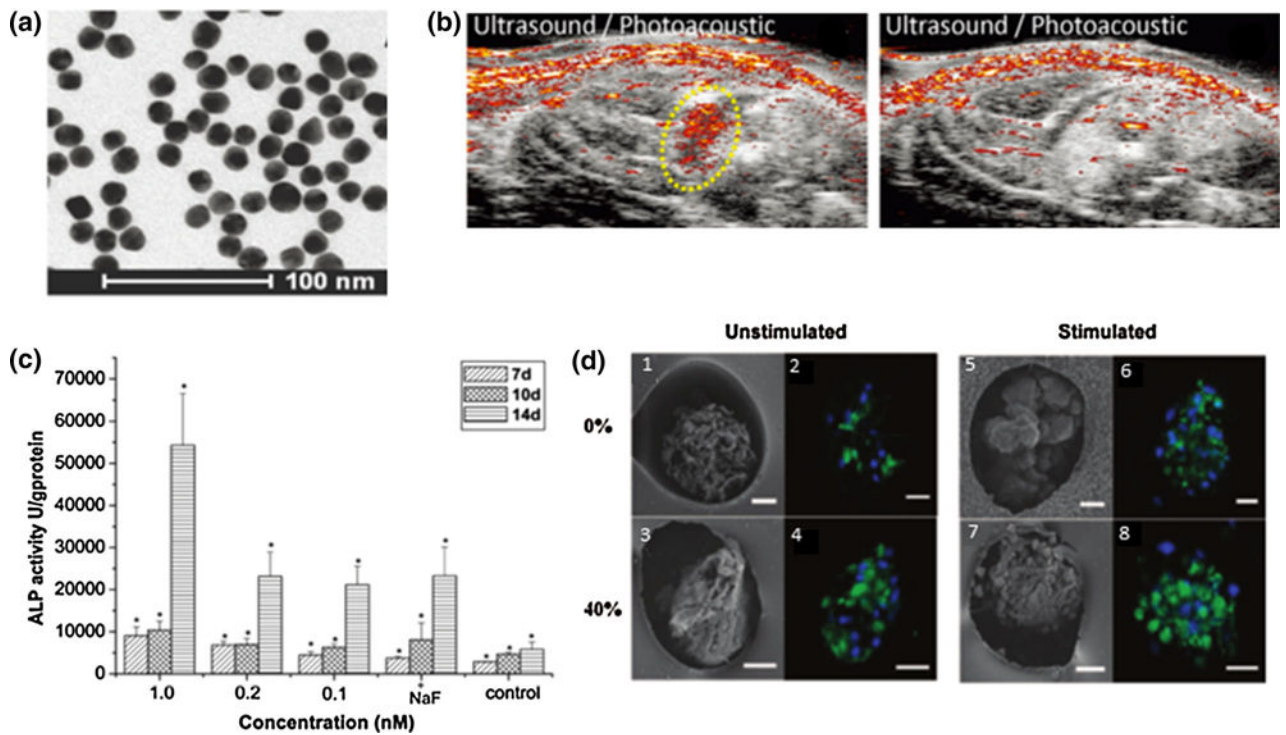 (a)
100 nm
(b)
Ultrasound / Photoacoustic
Ultrasound / Photoacoustic
(c)
ALP activity U/gprotein
70000
60000
50000
40000
30000
20000
10000
0
7d
10d
14d
* * *
* * *
* * *
* * *
* * *
1.0 0.2 0.1 + NaF control
Concentration (nM)
(d)
Unstimulated Stimulated
0%
1 2 5 6
40%
3 4 7 8